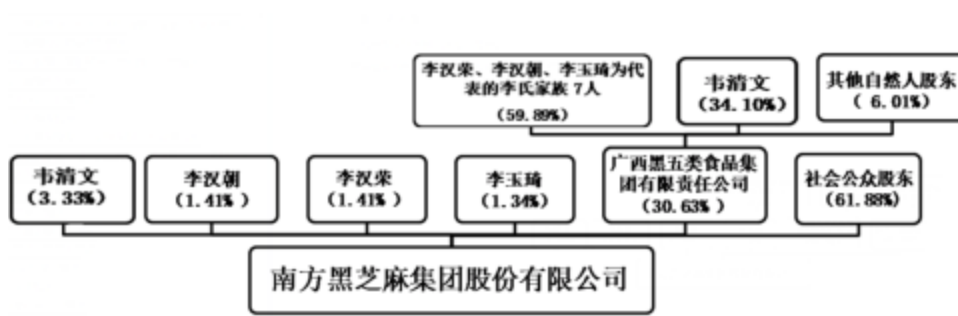 李汉荣、李汉朝、李玉琦为代
表的李氏家族 7人
(59.89%)
韦清文
(34.10%)
其他自然人股东
( 6.01%)
韦清文
(3.33%)
李汉朝
(1.41% )
李汉荣
(1.41% )
李玉琦
(1.34%)
广西黑五类食品集
团有限责任公司
(30.63% )
社会公众股东
(61.88%)
南方黑芝麻集团股份有限公司